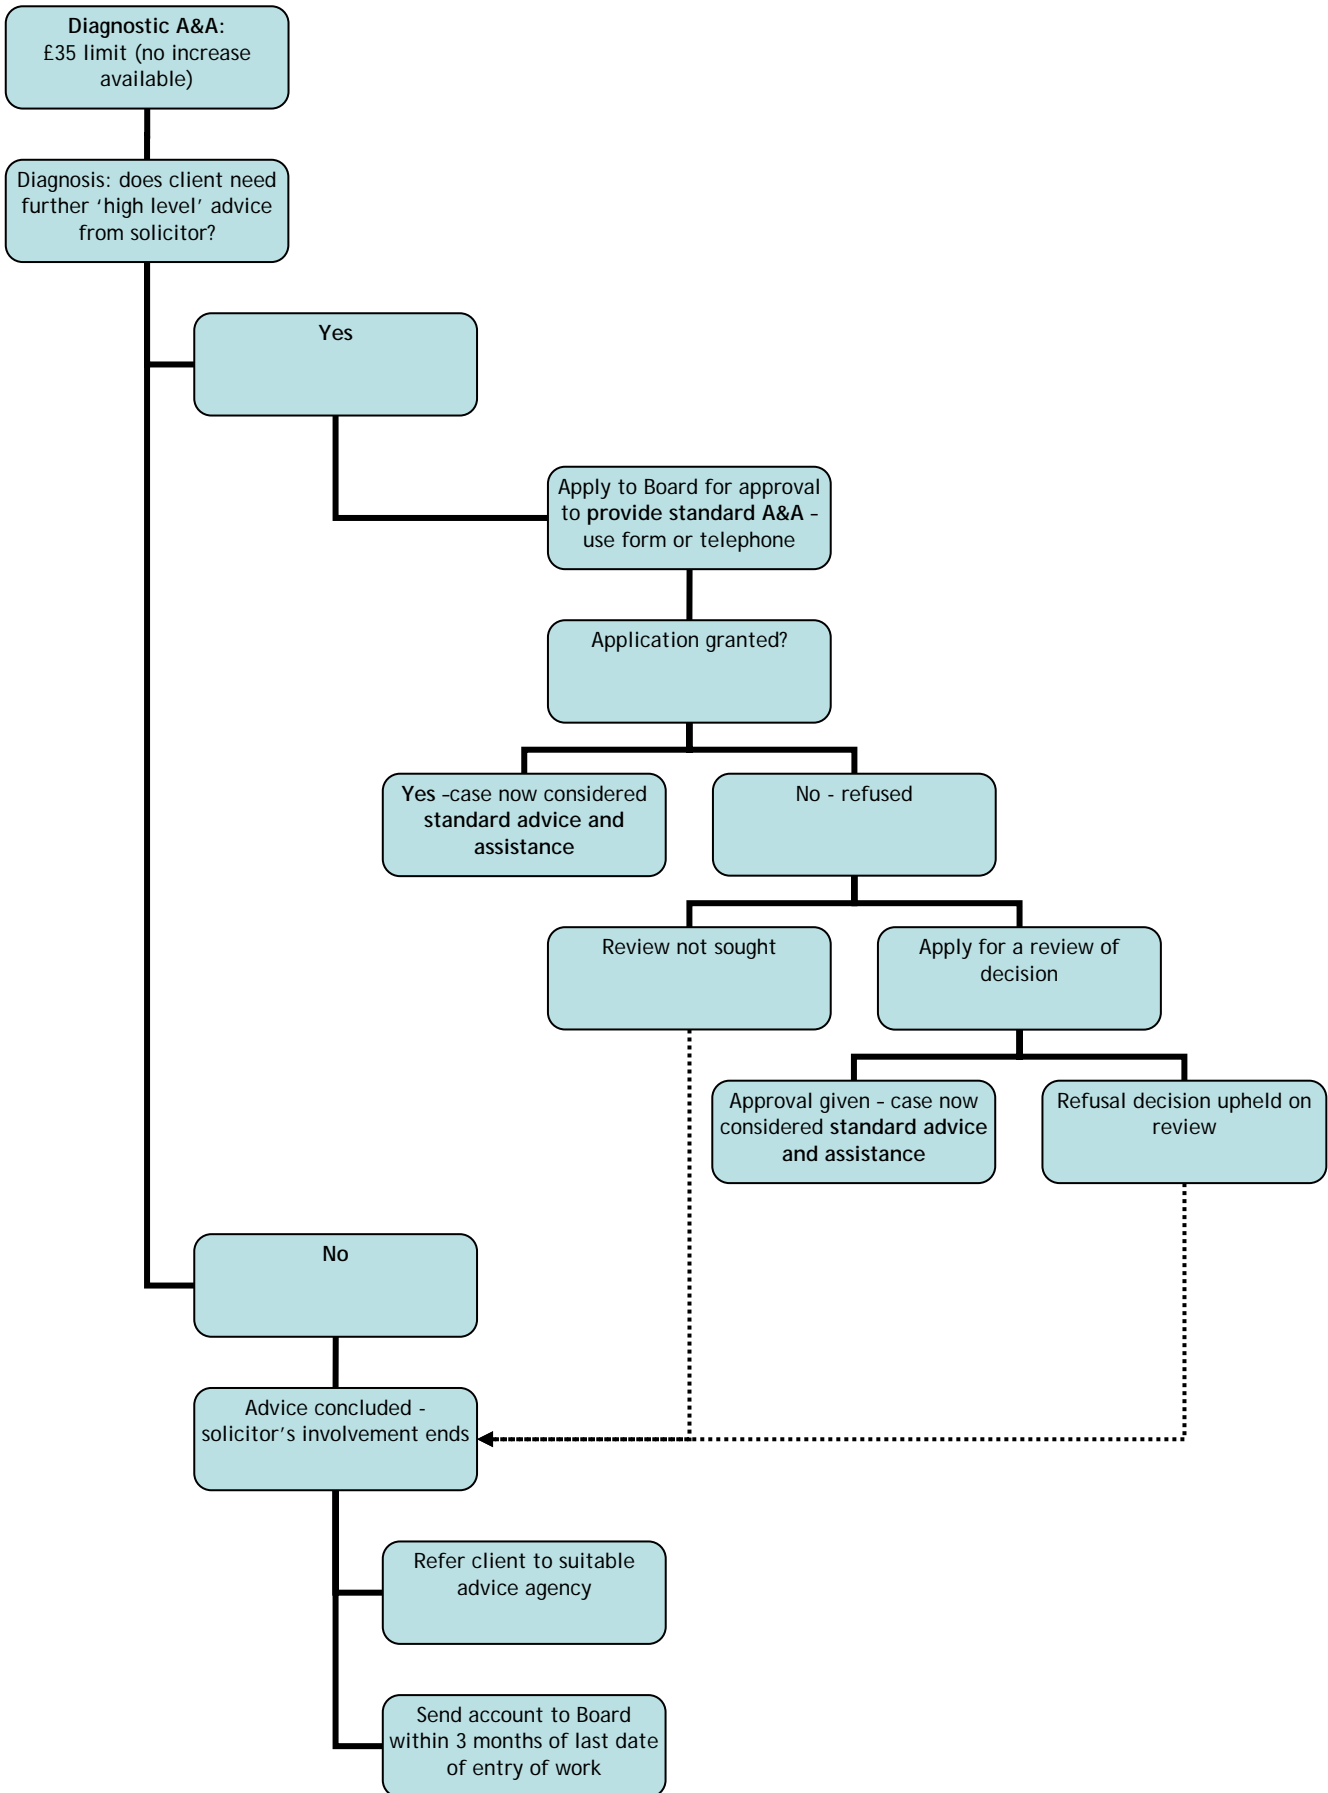 Diagnostic A&A:
£35 limit (no increase
available)
Diagnosis: does client need
further ‘high level’ advice
from solicitor?
Yes
Apply to Board for approval
to provide standard A&A –
use form or telephone
Application granted?
Yes –case now considered
standard advice and
assistance
No - refused
Review not sought
Apply for a review of
decision
Approval given – case now
considered standard advice
and assistance
Refusal decision upheld on
review
No
Advice concluded -
solicitor’s involvement ends
Refer client to suitable
advice agency
Send account to Board
within 3 months of last date
of entry of work